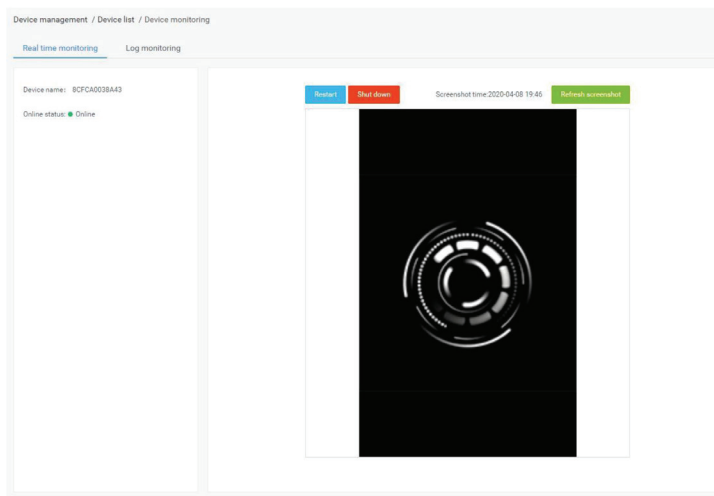 Device management / Device list / Device monitoring
Real time monitoring Log monitoring
Device name: 8CFCA0038A43
Restart Shut down Screenshot time:2020-04-08 19:46 Refresh screenshot
Online status: Online